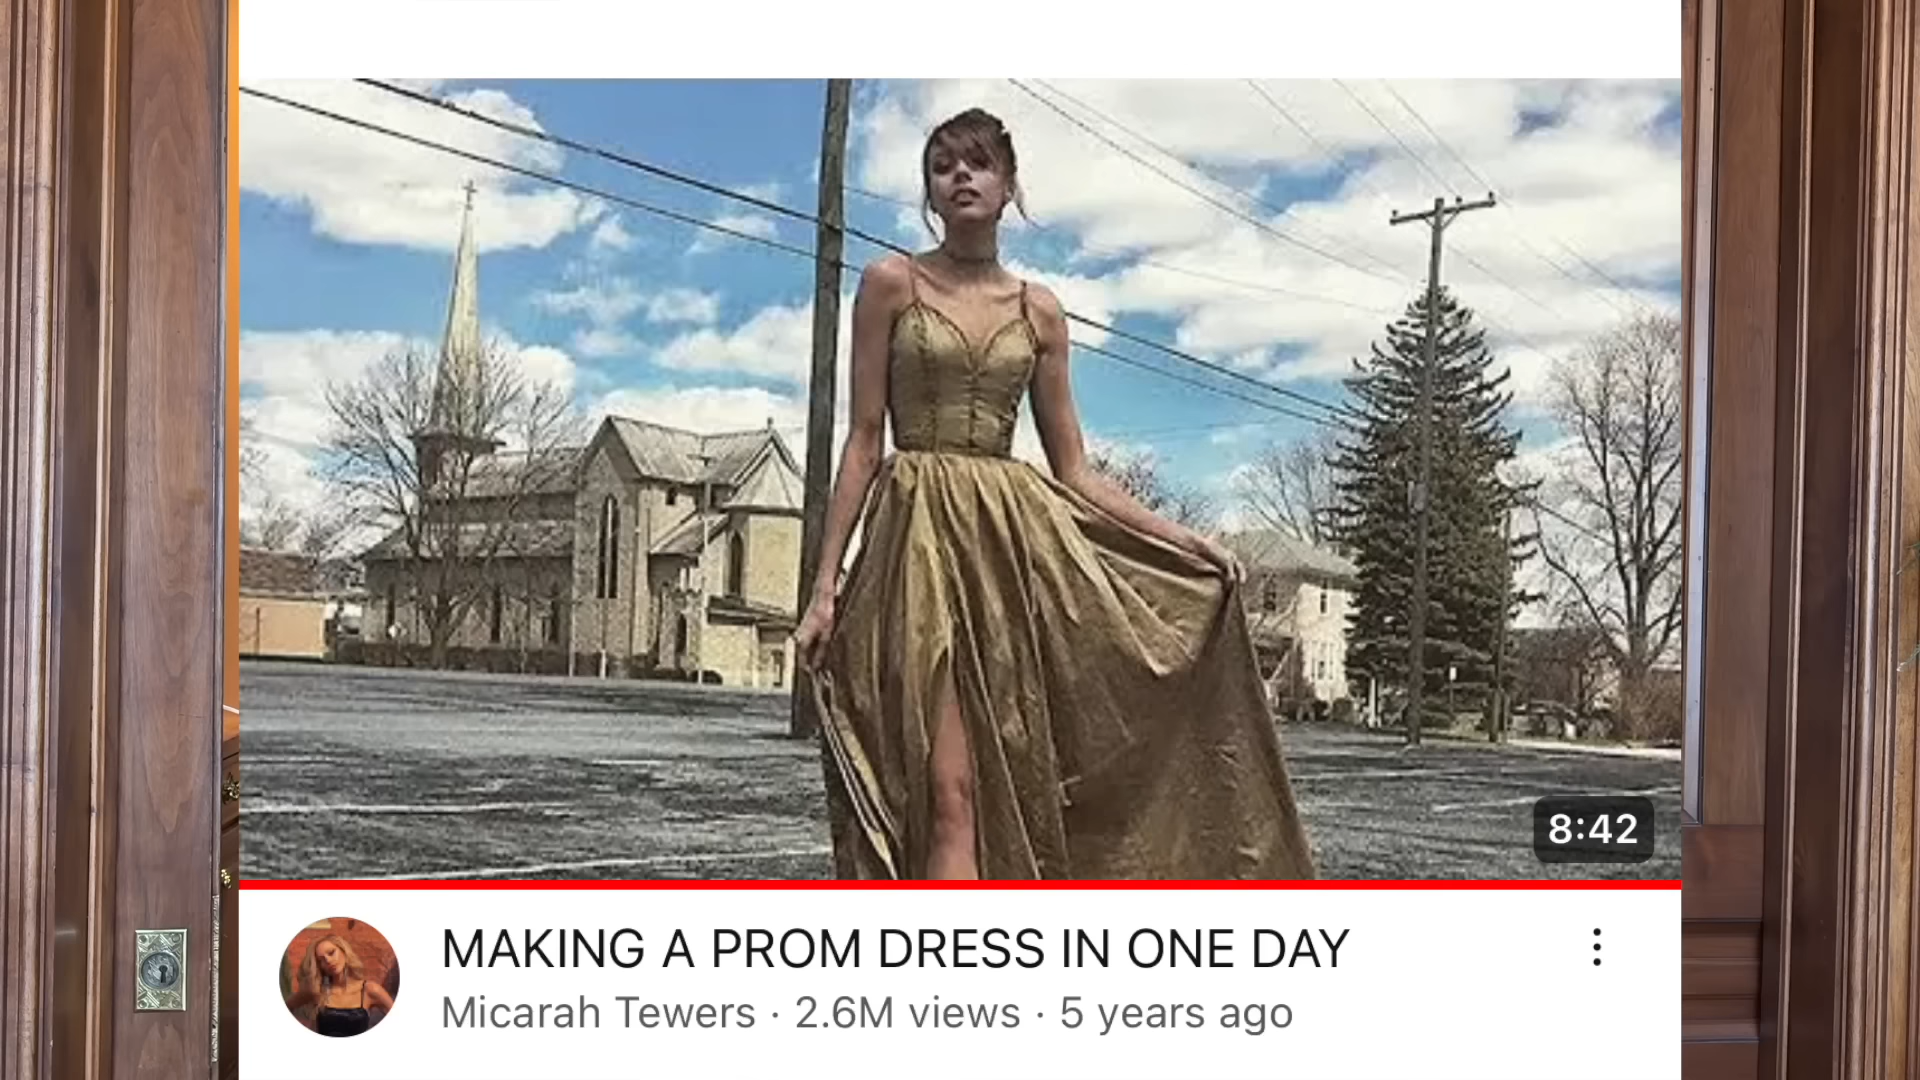 8:42
MAKING A PROM DRESS IN ONE DAY
Micarah Tewers · 2.6M views · 5 years ago